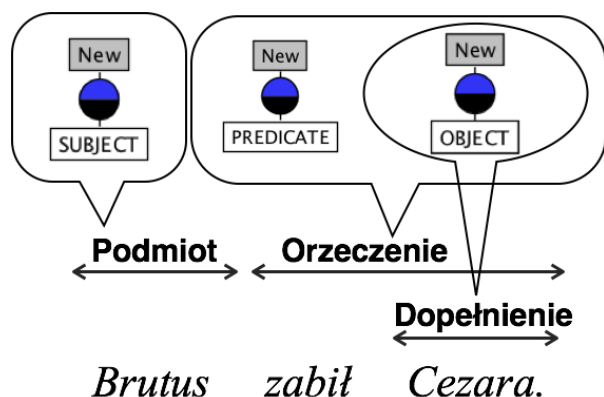 New New New
SUBJECT PREDICATE OBJECT
Podmiot Orzeczenie
Dopełnienie
Brutus zabił Cezara.